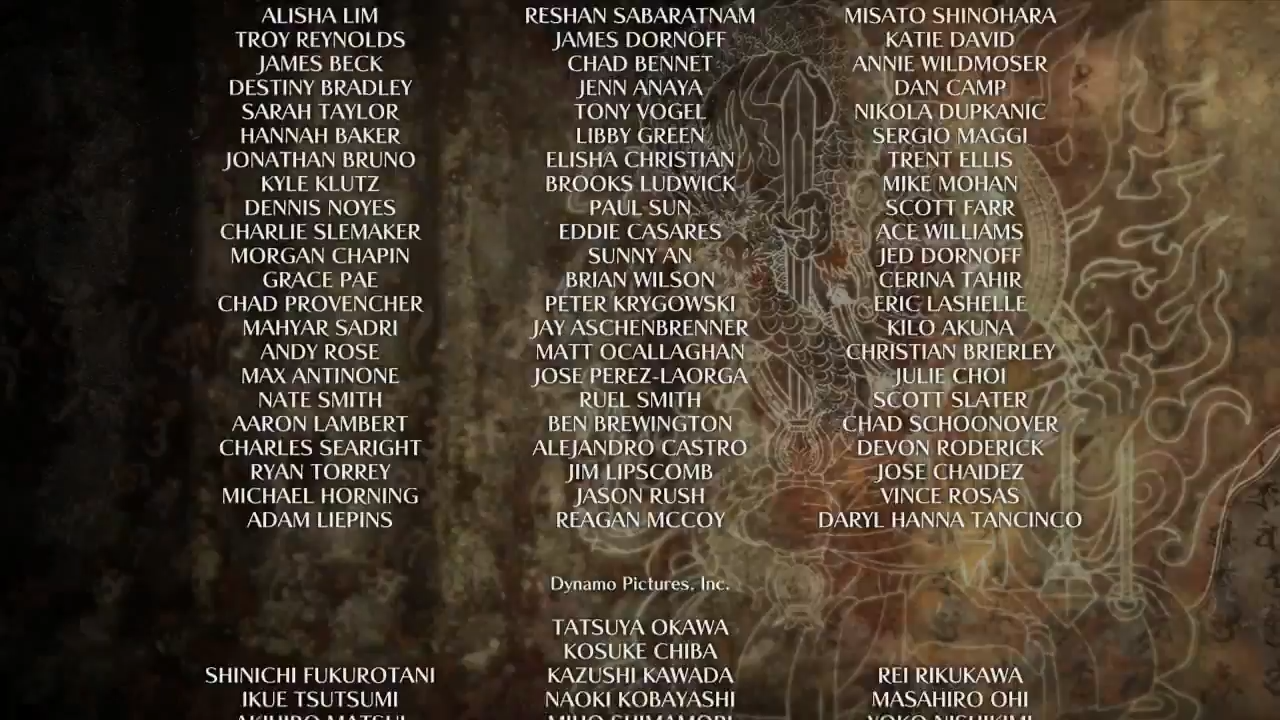 ALISHA LIM RESHAN SABARATNAM MISATO SHINOHARA
TROY REYNOLDS JAMES DORNOFF KATIE DAVID
JAMES BECK CHAD BENNET ANNIE WILDMOSER
DESTINY BRADLEY JENN ANAYA DAN CAMP
SARAH TAYLOR TONY VOGEL NIKOLA DUPKANIC
HANNAH BAKER LIBBY GREEN SERGIO MAGGI
JONATHAN BRUNO ELISHA CHRISTIAN TRENT ELLIS
KYLE KLUTZ BROOKS LUDWICK MIKE MOHAN
DENNIS NOYES PAUL SUN SCOTT FARR
CHARLIE SLEMAKER EDDIE CASARES ACE WILLIAMS
MORGAN CHAPIN SUNNY AN JED DORNOFF
GRACE PAE BRIAN WILSON CERINA TAHIR
CHAD PROVENCHER PETER KRYGOWSKI ERIC LASHELLE
MAHYAR SADRI JAY ASCHENBRENNER KILO AKUNA
ANDY ROSE MATT OCALLAGHAN CHRISTIAN BRIERLEY
MAX ANTINONE JOSE PEREZ-LAORGA JULIE CHOI
NATE SMITH RUEL SMITH SCOTT SLATER
AARON LAMBERT BEN BREWINGTON CHAD SCHOONOVER
CHARLES SEARIGHT ALEJANDRO CASTRO DEVON RODERICK
RYAN TORREY JIM LIPSCOMB JOSE CHAIDEZ
MICHAEL HORNING JASON RUSH VINCE ROSAS
ADAM LIEPINS REAGAN MCCOY DARYL HANNA TANCINCO
Dynamo Pictures, Inc.
TATSUYA OKAWA
KOSUKE CHIBA
SHINICHI FUKUROTANI KAZUSHI KAWADA REI RIKUKAWA
IKUE TSUTSUMI NAOKI KOBAYASHI MASAHIRO OHI
AKIHIRO MATSUI MIHO SHIMAMORI YOKO NISHIKIMI